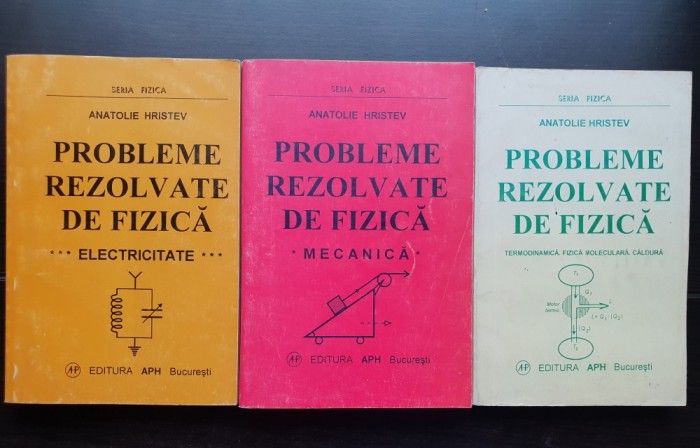 SERIA FIZICA
ANATOLIE HRISTEV
PROBLEME
REZOLVATE
DE FIZICĂ
*** ELECTRICITATE ***
EDITURA APH București
SERIA FIZICA
ANATOLIE HRISTEV
PROBLEME
REZOLVATE
DE FIZICĂ
* MECANICĂ *
EDITURA APH București
SERIA FIZICA
ANATOLIE HRISTEV
PROBLEME
REZOLVATE
DE FIZICĂ
TERMODINAMICĂ, FIZICĂ MOLECULARĂ, CĂLDURĂ
Motor
termic
EDITURA APH București